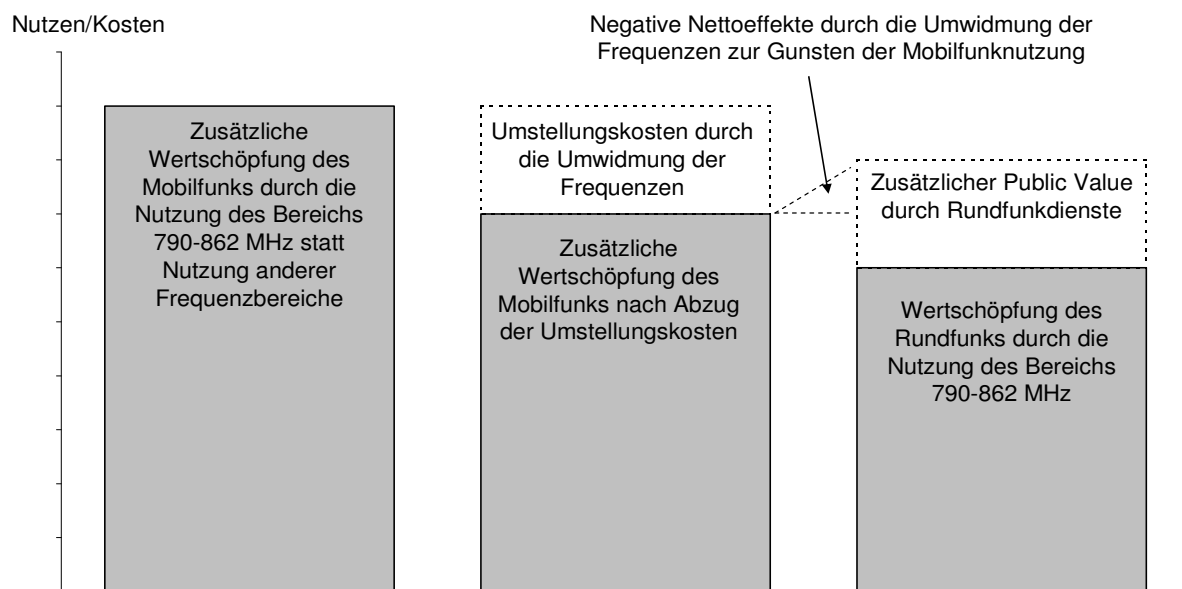 Nutzen/Kosten
Negative Nettoeffekte durch die Umwidmung der
Frequenzen zur Gunsten der Mobilfunknutzung
Zusätzliche
Wertschöpfung des
Mobilfunks durch die
Nutzung des Bereichs
790-862 MHz statt
Nutzung anderer
Frequenzbereiche
Umstellungskosten durch
die Umwidmung der
Frequenzen
Zusätzliche
Wertschöpfung des
Mobilfunks nach Abzug
der Umstellungskosten
Zusätzlicher Public Value
durch Rundfunkdienste
Wertschöpfung des
Rundfunks durch die
Nutzung des Bereichs
790-862 MHz